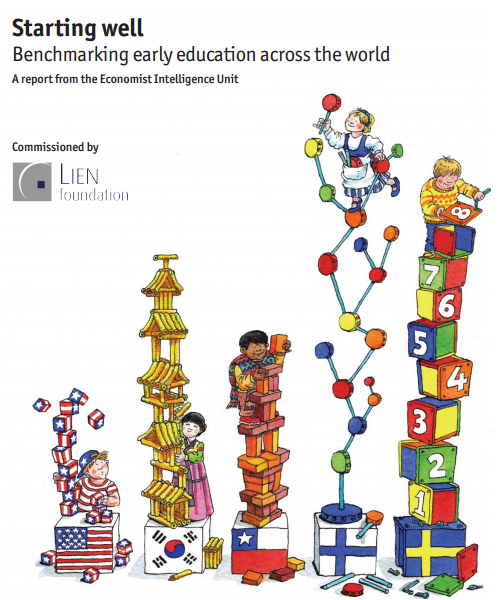 Starting well
Benchmarking early education across the world
A report from the Economist Intelligence Unit
Commissioned by
LIEN
foundation
8
7
6
5
4
3
2
1